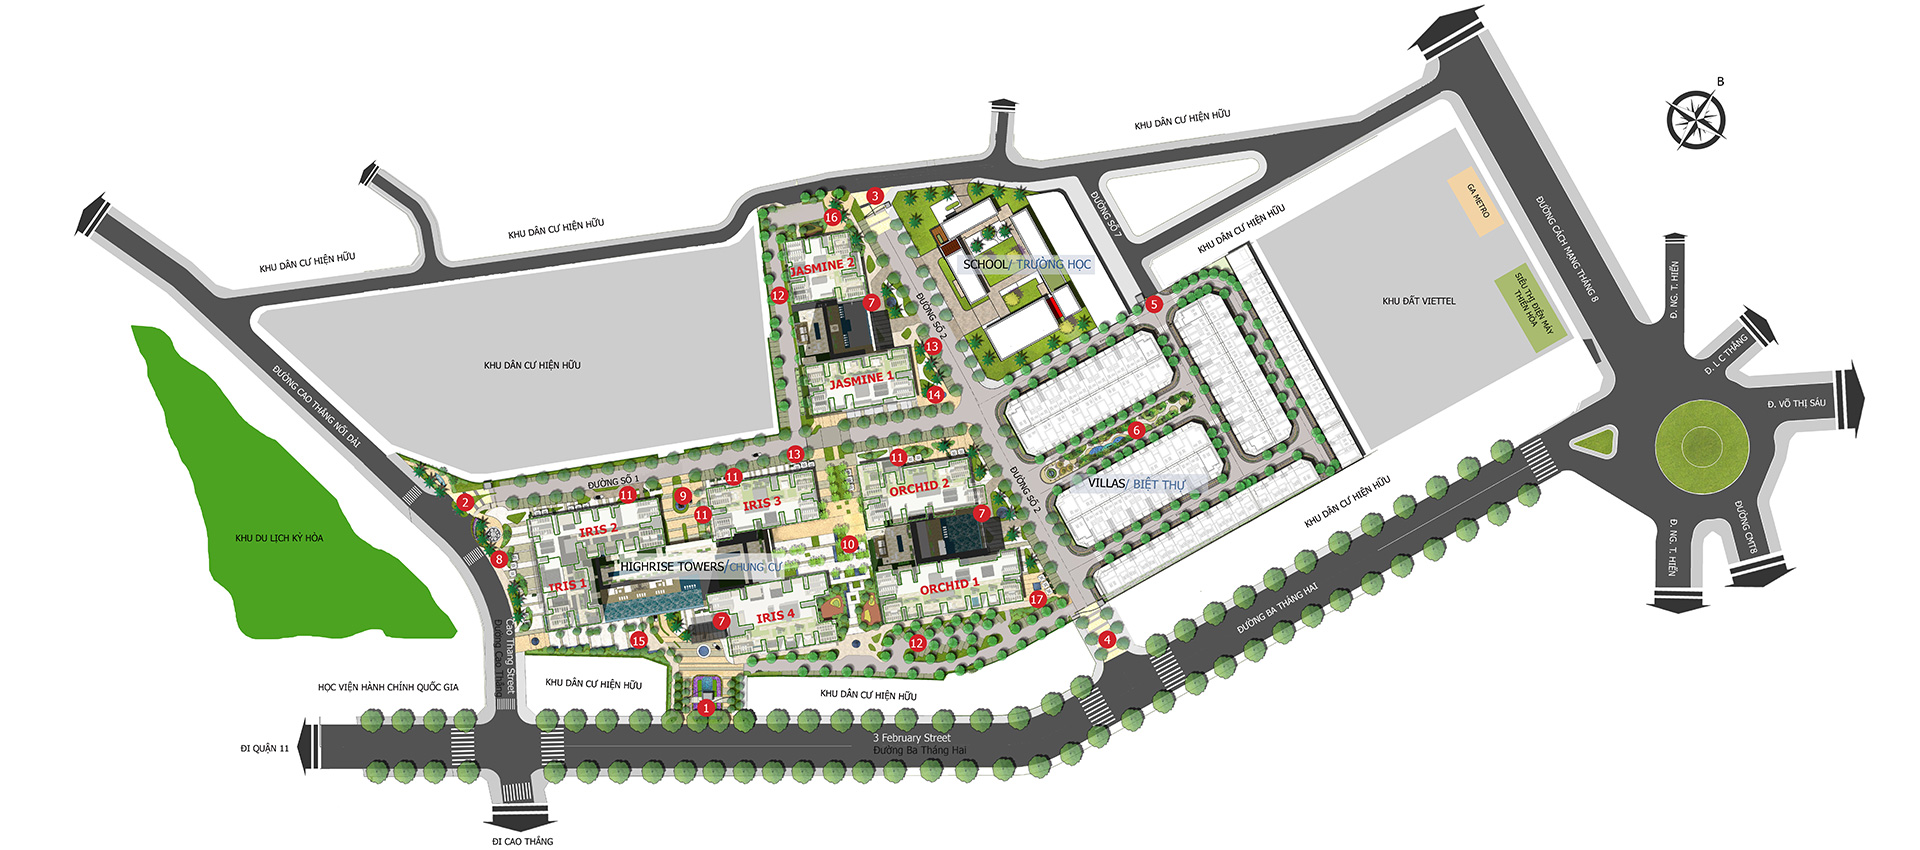 B
KHU DÂN CƯ HIỆN HỮU
KHU DÂN CƯ HIỆN HỮU
KHU DÂN CƯ HIỆN HỮU
KHU DÂN CƯ HIỆN HỮU
GA METRO
ĐƯỜNG CÁCH MẠNG THÁNG 8
3
16
ĐƯỜNG SỐ 7
SCHOOL/ TRƯỜNG HỌC
JASMINE 2
12
7
ĐƯỜNG SỐ 2
5
KHU ĐẤT VIETTEL
SIÊU THỊ ĐIỆN MÁY
THIÊN HÒA
Đ. NG. T. HIỀN
Đ. L C THẮNG
Đ. VÕ THỊ SÁU
13
KHU DÂN CƯ HIỆN HỮU
JASMINE 1
14
ĐƯỜNG CAO THẮNG NỐI DÀI
6
13
11
11
ĐƯỜNG SỐ 1
11
9
11
2
ORCHID 2
ĐƯỜNG SỐ 2
VILLAS/ BIỆT THỰ
KHU DÂN CƯ HIỆN HỮU
IRIS 3
IRIS 2
7
KHU DU LỊCH KỲ HÒA
10
8
HIGHRISE TOWERS/CHUNG CƯ
IRIS 1
ORCHID 1
17
IRIS 4
7
15
12
4
ĐƯỜNG BA THÁNG HAI
Đ. NG. T. HIỀN
ĐƯỜNG CMT8
Cao Thang Street
Đường Cao Thắng
HỌC VIỆN HÀNH CHÍNH QUỐC GIA
KHU DÂN CƯ HIỆN HỮU
KHU DÂN CƯ HIỆN HỮU
1
3 February Street
Đường Ba Tháng Hai
ĐI QUẬN 11
ĐI CAO THẮNG